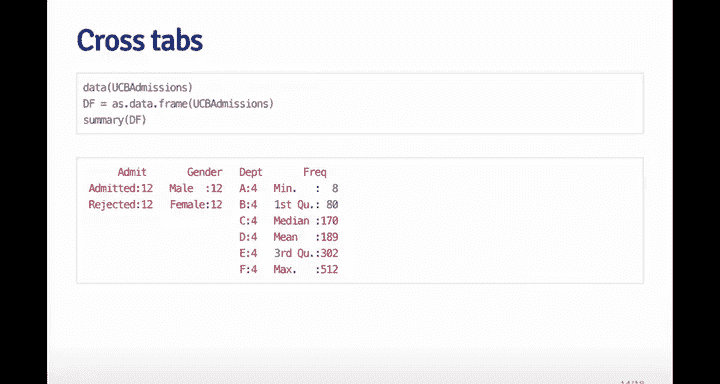 Cross tabs
data(UCBAdmissions)
DF = as.data.frame(UCBAdmissions)
summary(DF)
Admit Gender Dept Freq
Admitted:12 Male :12 A:4 Min. : 8
Rejected:12 Female:12 B:4 1st Qu.: 80
C:4 Median :170
D:4 Mean :189
E:4 3rd Qu.:302
F:4 Max. :512